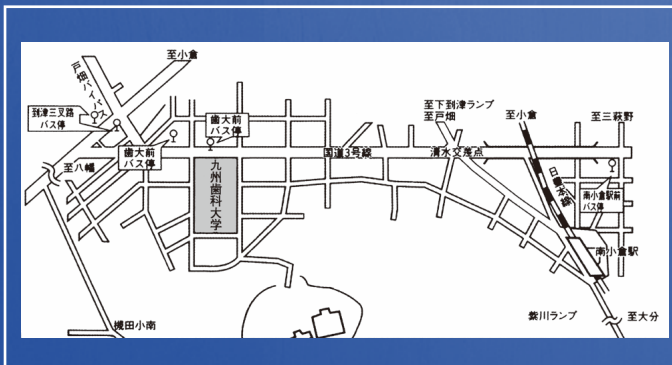 至小倉
戸畑バイパス
到津三叉路
バス停
至八幡
歯大前
バス停
歯大前
バス停
九州歯科大学
国道3号線
至下到津ランプ
至戸畑
清水交差点
至小倉
日豊本線
至三萩野
南小倉駅前
バス停
南小倉駅
槻田小南
紫川ランプ
至大分